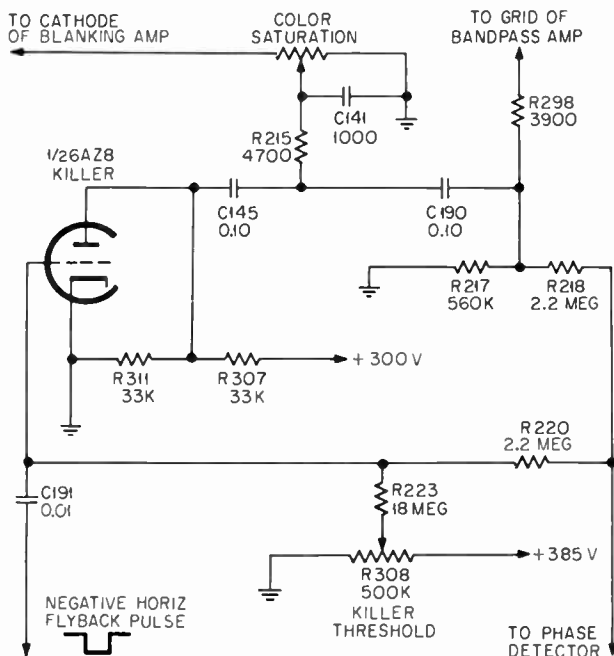 TO CATHODE
OF BLANKING AMP
COLOR
SATURATION
TO GRID OF
BANDPASS AMP
C141
1000
R298
3900
R215
4700
1/26AZ8
KILLER
C145
0.10
C190
0.10
R217
560K
R218
2.2 MEG
R311
33K
R307
33K
+300 V
R220
2.2 MEG
C191
0.01
R223
18 MEG
+385V
R308
500K
KILLER
THRESHOLD
NEGATIVE HORIZ
FLYBACK PULSE
TO PHASE
DETECTOR